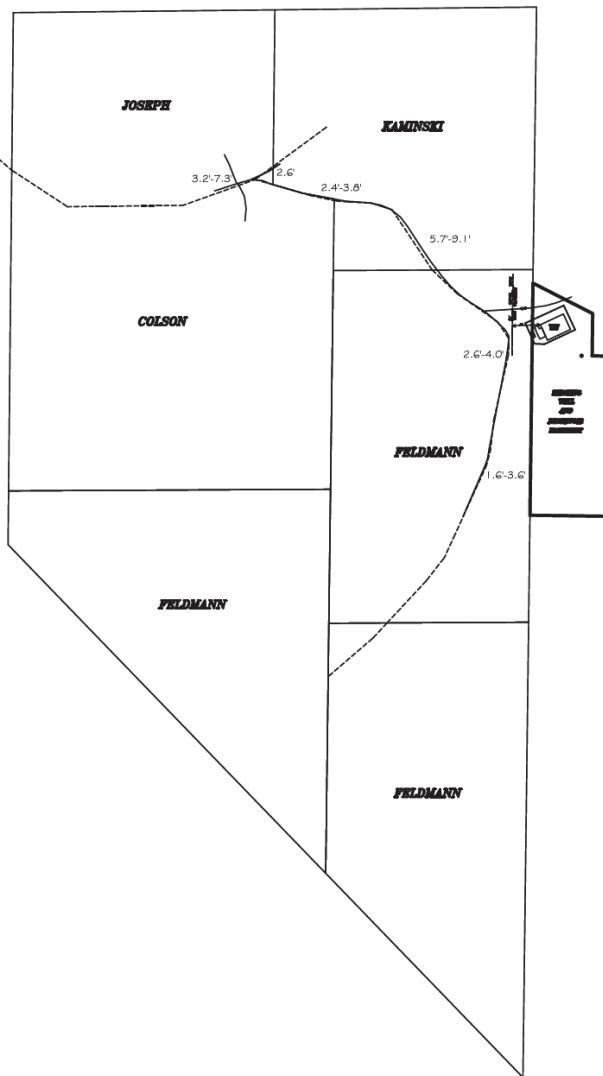 JOSEPH
KAMINSKI
3.2'-7.3'
2.6'
2.4'-3.8'
5.7'-9.1'
COLSON
2.6'-4.0'
FELDMANN
1.6'-3.6'
FELDMANN
FELDMANN